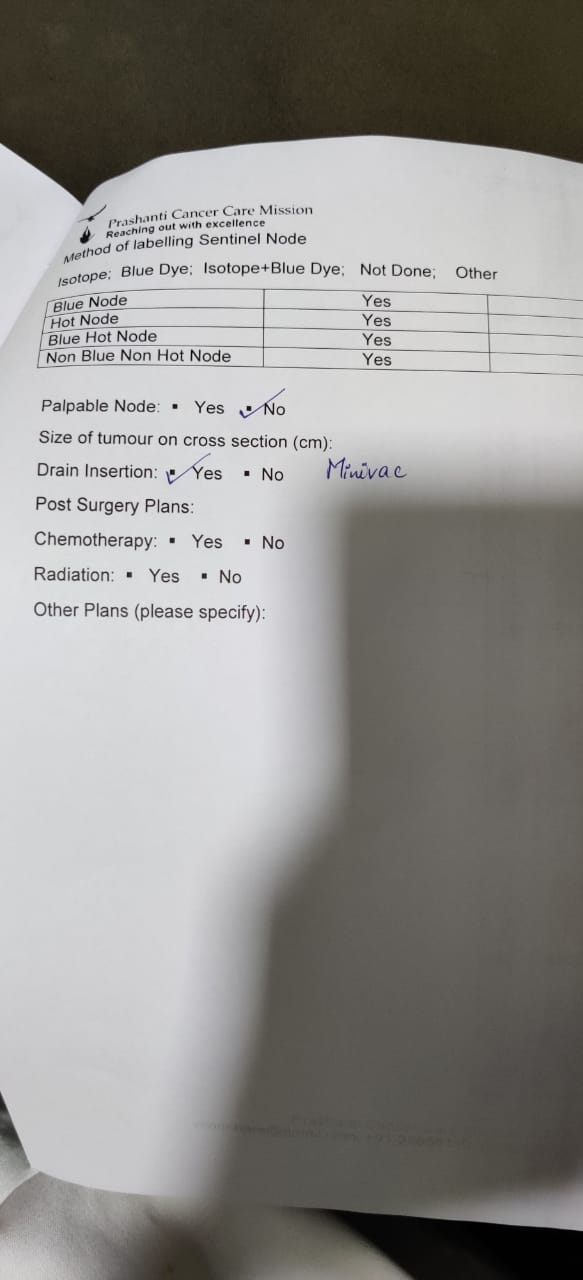 Prashanti Cancer Care Mission
Reaching out with excellence
Method of labelling Sentinel Node
Isotope; Blue Dye; Isotope+Blue Dye; Not Done; Other
Blue Node Yes
Hot Node Yes
Blue Hot Node Yes
Non Blue Non Hot Node Yes
Palpable Node: ▪ Yes ▪ No
Size of tumour on cross section (cm):
Drain Insertion: ▪ Yes ▪ No Minivac
Post Surgery Plans:
Chemotherapy: ▪ Yes ▪ No
Radiation: ▪ Yes ▪ No
Other Plans (please specify):